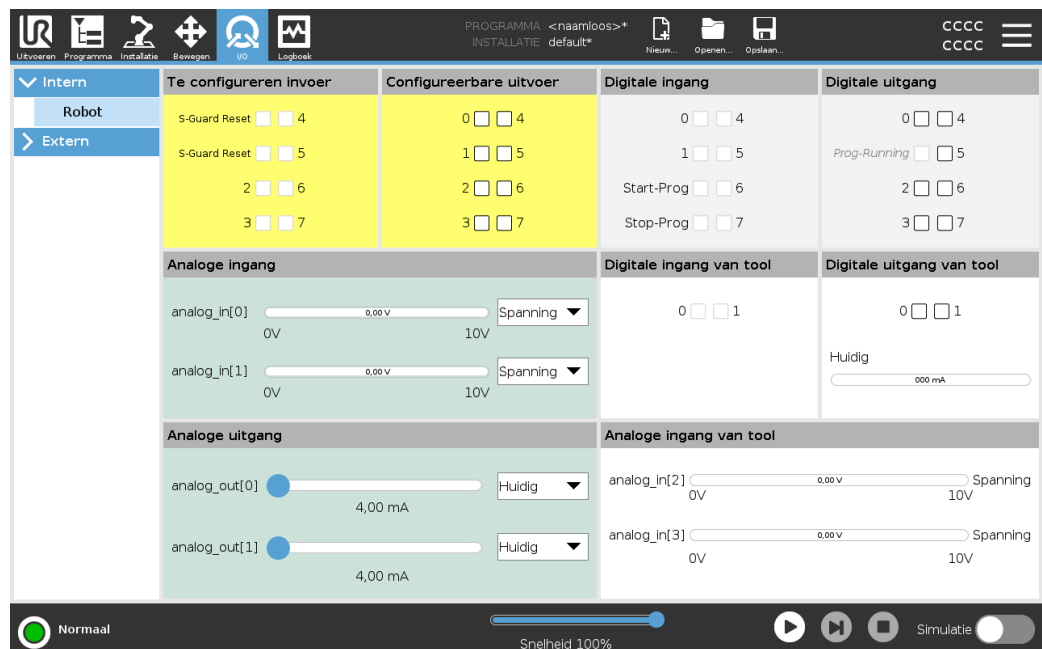 PROGRAMMA <naamloos>*
INSTALLATIE default*
Uitvoeren Programma Installatie Bewegen I/O Logboek
Nieuw... Openen... Opslaan...
CCCC
CCCC
Intern
Robot
Extern
Te configureren invoer
S-Guard Reset 4
S-Guard Reset 5
2 6
3 7
Configureerbare uitvoer
0 4
1 5
2 6
3 7
Digitale ingang
0 4
1 5
Start-Prog 6
Stop-Prog 7
Digitale uitgang
0 4
Prog-Running 5
2 6
3 7
Analoge ingang
analog_in[0] 0,00 V Spanning
0V 10V
analog_in[1] 0,00 V Spanning
0V 10V
Digitale ingang van tool
0 1
Digitale uitgang van tool
0 1
Huidig
000 mA
Analoge uitgang
analog_out[0] Huidig
4,00 mA
analog_out[1] Huidig
4,00 mA
Analoge ingang van tool
analog_in[2] 0,00 V Spanning
0V 10V
analog_in[3] 0,00 V Spanning
0V 10V
Normaal
Snelheid 100%
Simulatie